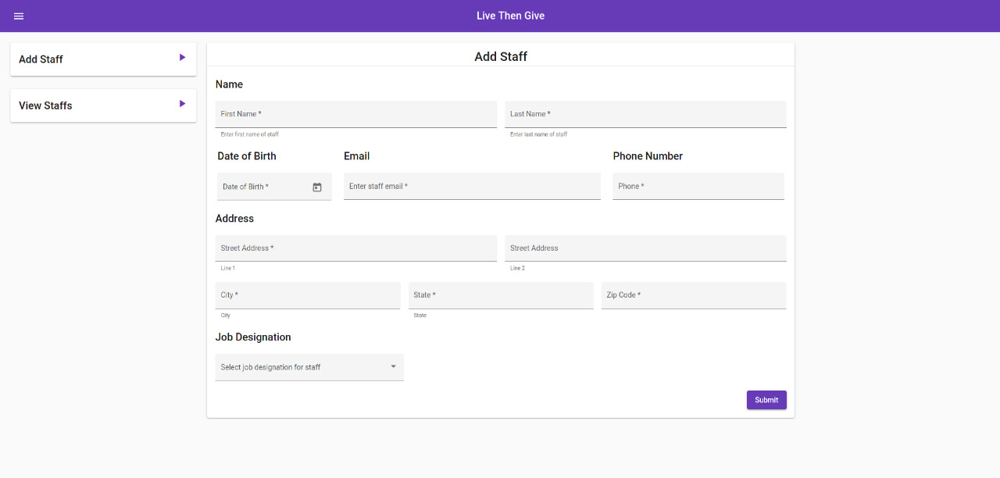 Live Then Give
Add Staff
View Staffs
Add Staff
Name
First Name *
Last Name *
Enter first name of staff
Enter last name of staff
Date of Birth
Email
Phone Number
Date of Birth *
Enter staff email *
Phone *
Address
Street Address *
Street Address
Line 1
Line 2
City *
State *
Zip Code *
City
State
Job Designation
Select job designation for staff
Submit